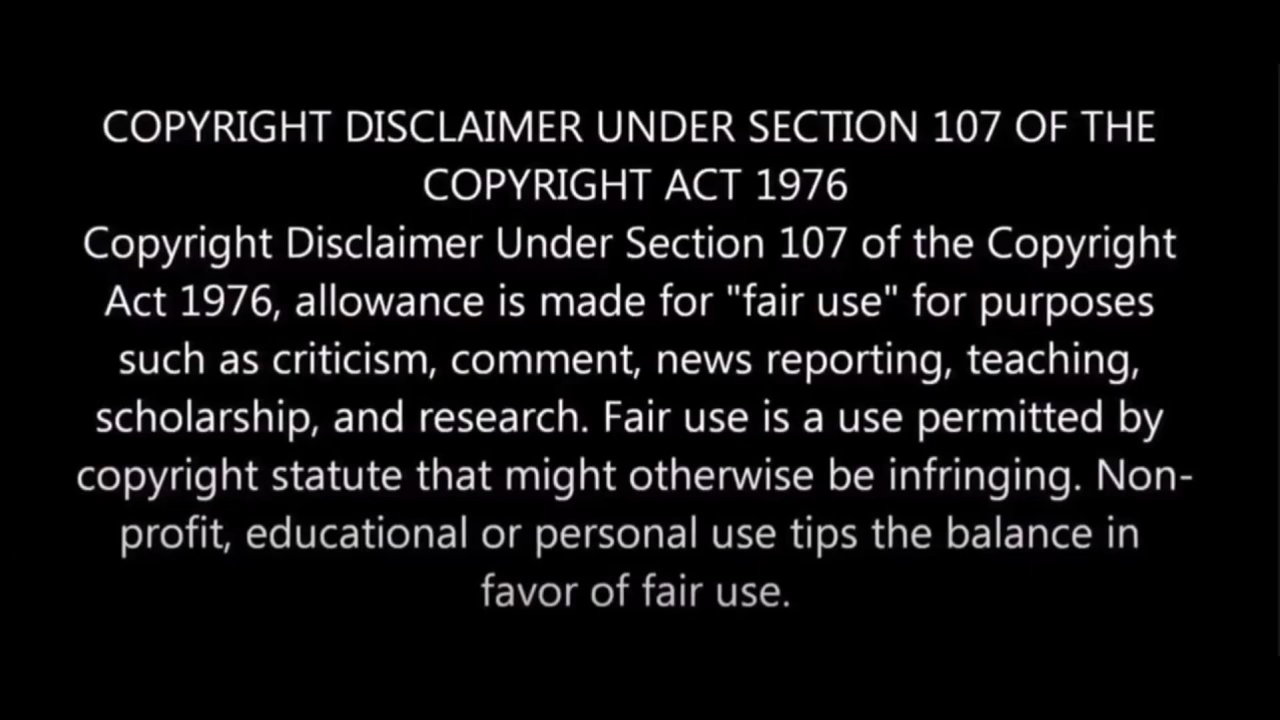 COPYRIGHT DISCLAIMER UNDER SECTION 107 OF THE
COPYRIGHT ACT 1976
Copyright Disclaimer Under Section 107 of the Copyright
Act 1976, allowance is made for "fair use" for purposes
such as criticism, comment, news reporting, teaching,
scholarship, and research. Fair use is a use permitted by
copyright statute that might otherwise be infringing. Non-
profit, educational or personal use tips the balance in
favor of fair use.